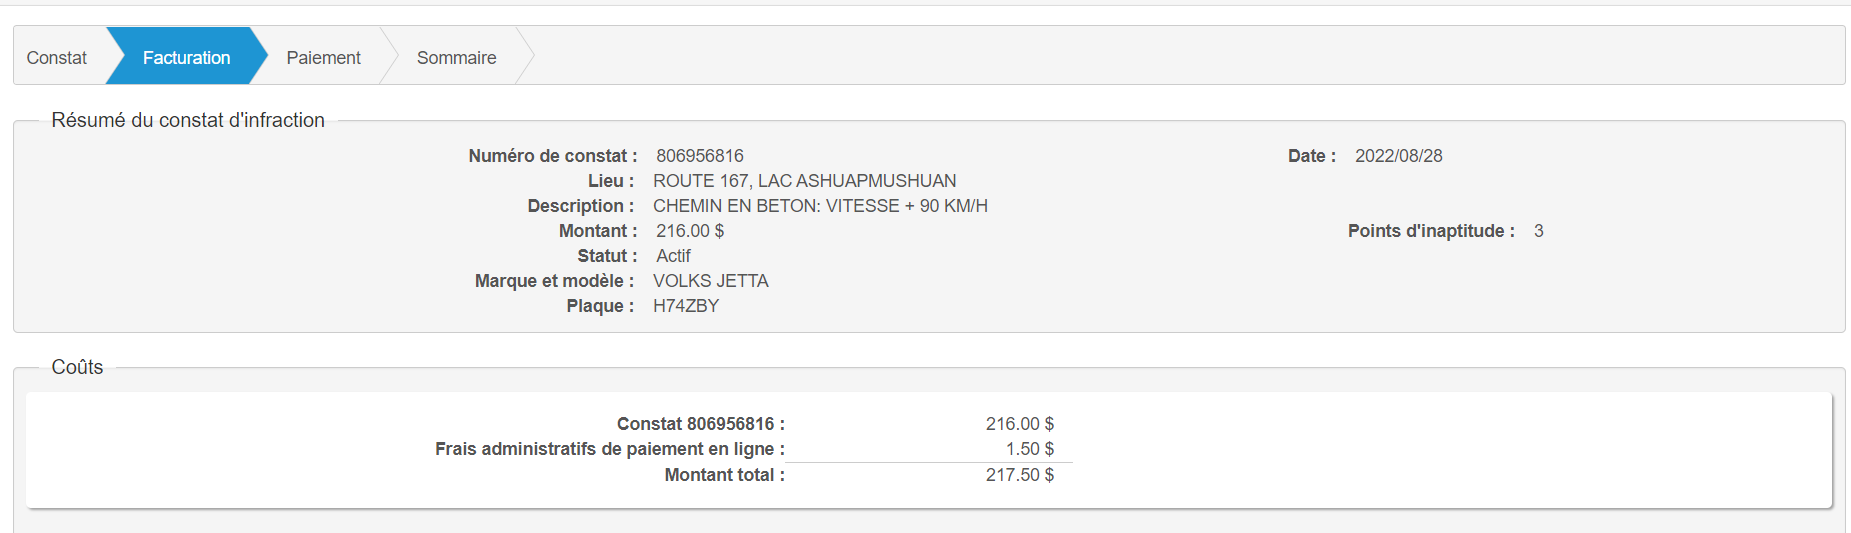 Constat Facturation Paiement Sommaire
Résumé du constat d'infraction
Numéro de constat : 806956816 Date : 2022/08/28
Lieu : ROUTE 167, LAC ASHUAPMUSHUAN
Description : CHEMIN EN BETON: VITESSE + 90 KM/H
Montant : 216.00 $ Points d'inaptitude : 3
Statut : Actif
Marque et modèle : VOLKS JETTA
Plaque : H74ZBY
Coûts
Constat 806956816 : 216.00 $
Frais administratifs de paiement en ligne : 1.50 $
Montant total : 217.50 $